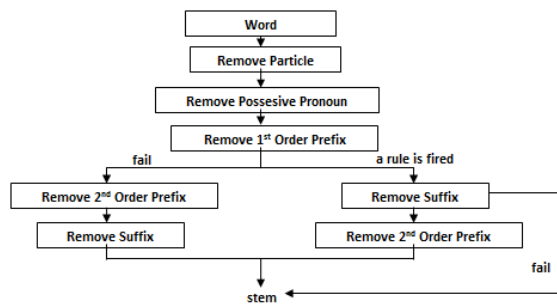 Word
Remove Particle
Remove Possesive Pronoun
Remove 1st Order Prefix
fail
a rule is fired
Remove 2nd Order Prefix
Remove Suffix
Remove Suffix
Remove 2nd Order Prefix
fail
stem